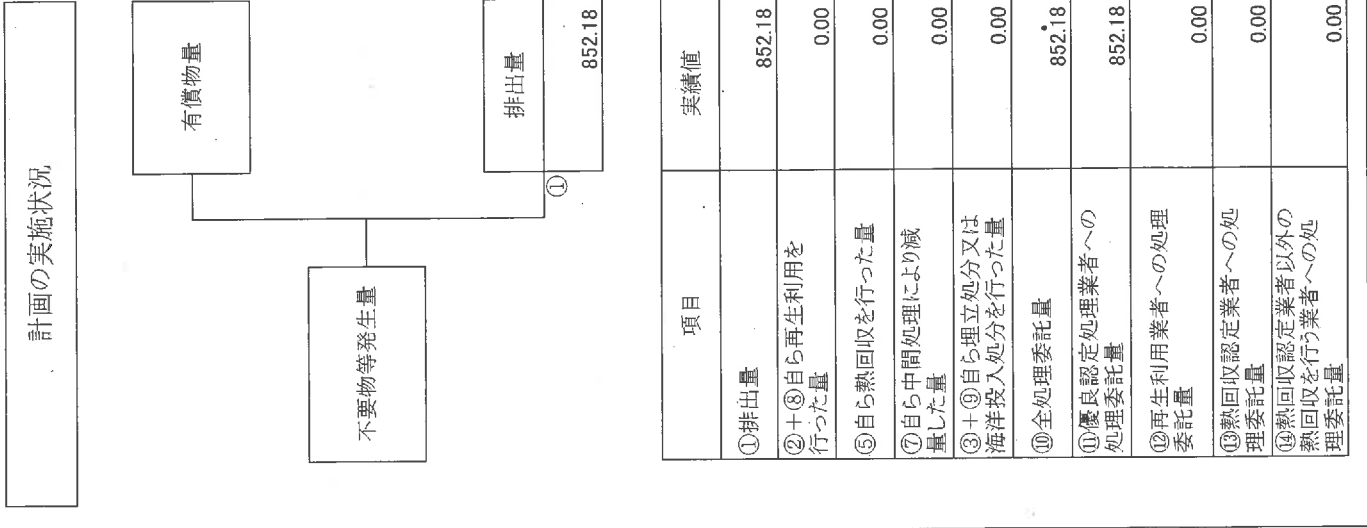 計画の実施状況
有償物量
不要物等発生量
排出量
①
852.18
項目
実績値
①排出量
852.18
②+⑧自ら再生利用を
行った量
0.00
⑤自ら熱回収を行った量
0.00
⑦自ら中間処理により減
量した量
0.00
③+⑨自ら埋立処分又は
海洋投入処分を行った量
0.00
⑩全処理委託量
852.18
⑪優良認定処理業者への
処理委託量
852.18
⑫再生利用業者への処理
委託量
0.00
⑬熱回収認定業者への処
理委託量
0.00
⑭熱回収認定業者以外の
熱回収を行う業者への処
理委託量
0.00